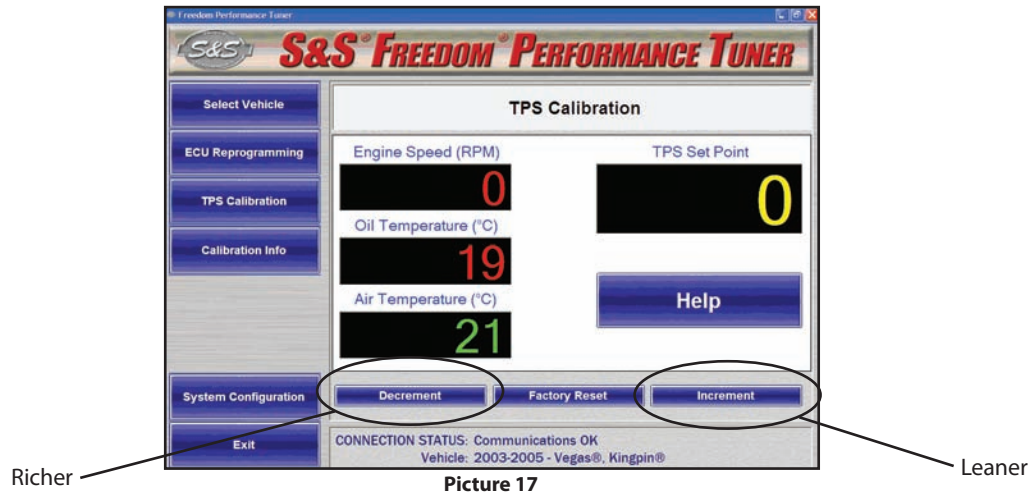 Freedom Performance Tuner
S&S S&S® FREEDOM® PERFORMANCE TUNER
Select Vehicle
ECU Reprogramming
TPS Calibration
Calibration Info
System Configuration
Exit
TPS Calibration
Engine Speed (RPM)
0
Oil Temperature (°C)
19
Air Temperature (°C)
21
TPS Set Point
0
Help
Decrement Factory Reset Increment
CONNECTION STATUS: Communications OK
Vehicle: 2003-2005 - Vegas®, Kingpin®
Richer
Leaner
Picture 17